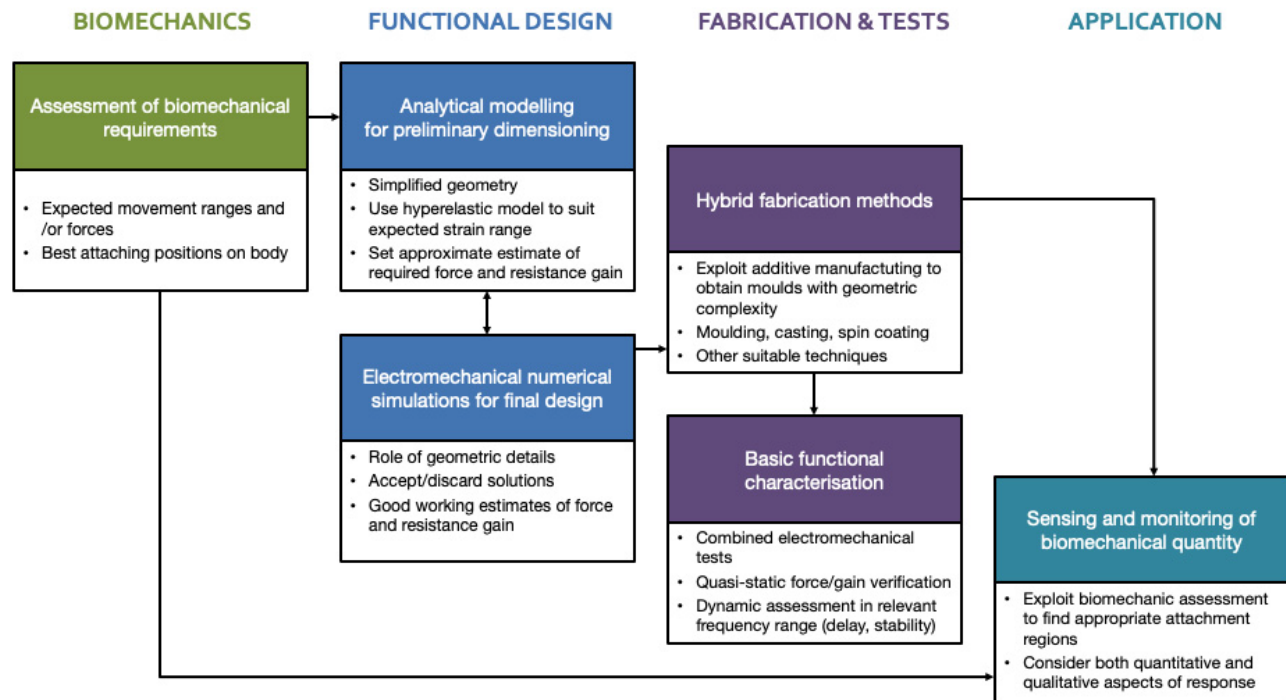 BIOMECHANICS
FUNCTIONAL DESIGN
FABRICATION & TESTS
APPLICATION
Assessment of biomechanical
requirements
• Expected movement ranges and
/or forces
• Best attaching positions on body
Analytical modelling
for preliminary dimensioning
• Simplified geometry
• Use hyperelastic model to suit
expected strain range
• Set approximate estimate of
required force and resistance gain
Electromechanical numerical
simulations for final design
• Role of geometric details
• Accept/discard solutions
• Good working estimates of force
and resistance gain
Hybrid fabrication methods
• Exploit additive manufactuting to
obtain moulds with geometric
complexity
• Moulding, casting, spin coating
• Other suitable techniques
Basic functional
characterisation
• Combined electromechanical
tests
• Quasi-static force/gain verification
• Dynamic assessment in relevant
frequency range (delay, stability)
Sensing and monitoring of
biomechanical quantity
• Exploit biomechanic assessment
to find appropriate attachment
regions
• Consider both quantitative and
qualitative aspects of response